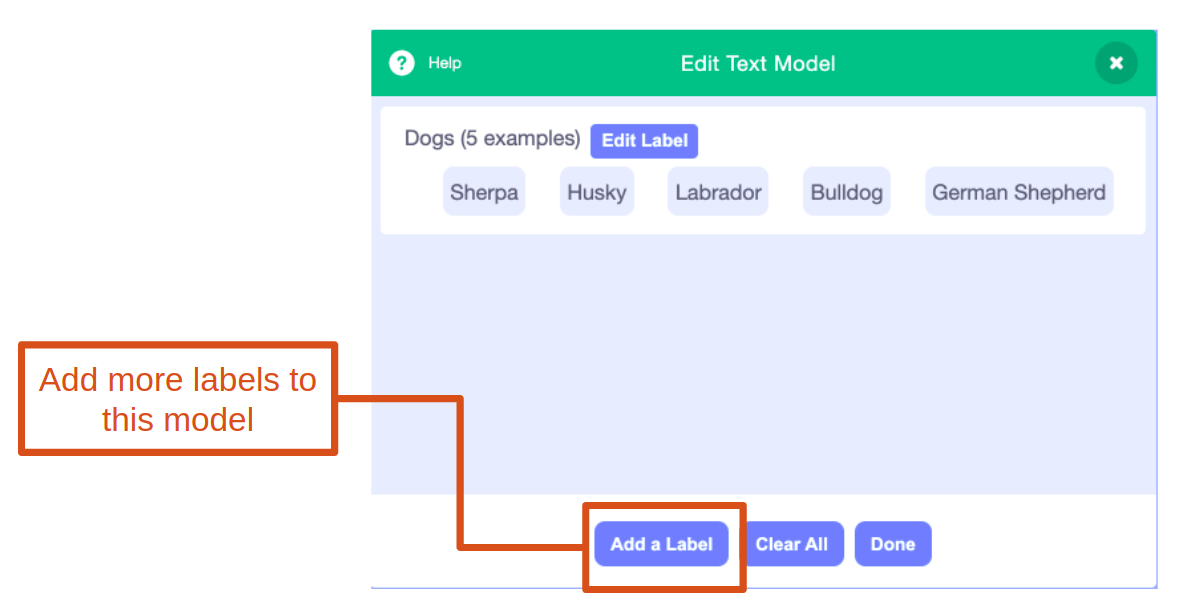 ? Help Edit Text Model ×
Dogs (5 examples) Edit Label
Sherpa Husky Labrador Bulldog German Shepherd
Add more labels to
this model
Add a Label Clear All Done